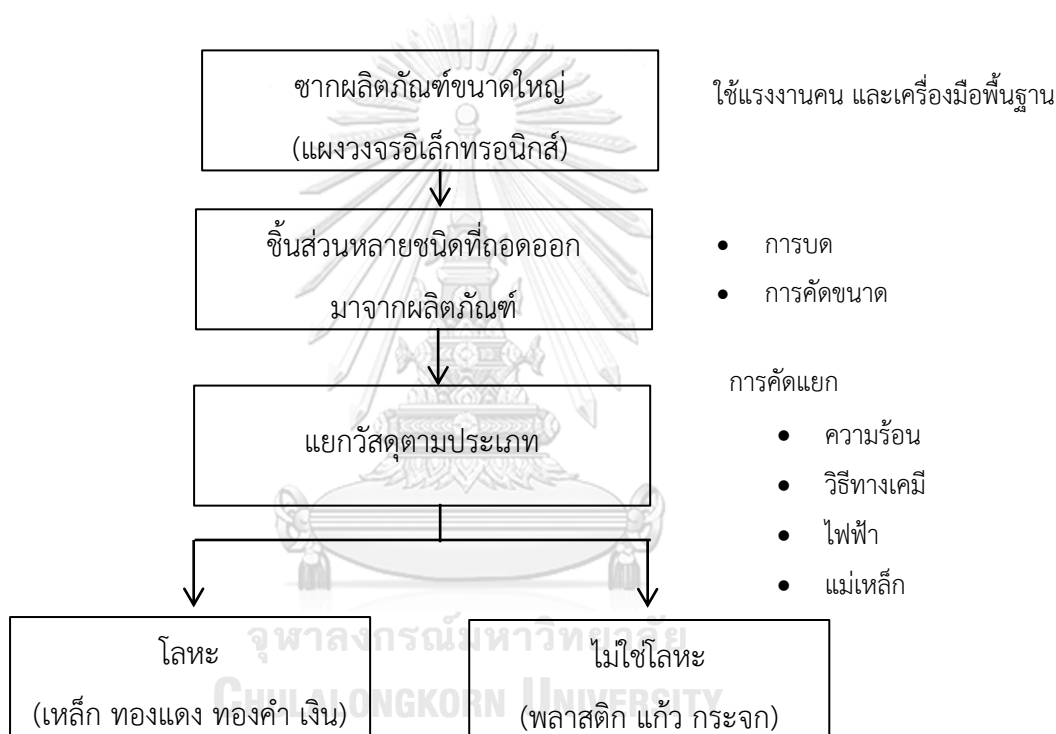 ซากผลิตภัณฑ์ขนาดใหญ่
(แผงวงจรอิเล็กทรอนิกส์)
ใช้แรงงานคน และเครื่องมือพื้นฐาน
ชิ้นส่วนหลายชนิดที่ถอดออก
มาจากผลิตภัณฑ์
• การบด
• การคัดขนาด
แยกวัสดุตามประเภท
การคัดแยก
• ความร้อน
• วิธีทางเคมี
• ไฟฟ้า
• แม่เหล็ก
โลหะ
(เหล็ก ทองแดง ทองคำ เงิน)
ไม่ใช่โลหะ
(พลาสติก แก้ว กระจก)
จุฬาลงกรณ์มหาวิทยาลัย
CHULALONGKORN UNIVERSITY